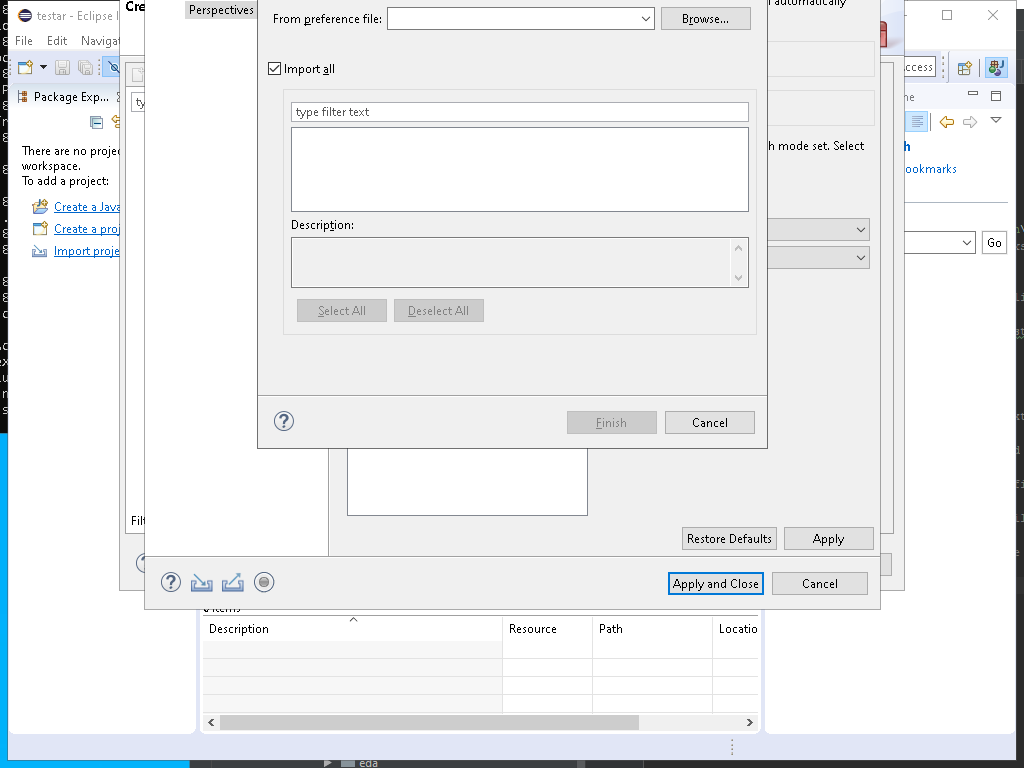 testar - Eclipse I
Cre
Perspectives
automatically
From preference file:
Browse...
File
Edit
Navigat
Import all
ccess
Package Exp...
ty
type filter text
ne
There are no projec
workspace.
To add a project:
h mode set. Select
h
ookmarks
Create a Java
Create a proj
Import proje
Description:
Go
Select All
Deselect All
Finish
Cancel
Filt
Restore Defaults
Apply
Apply and Close
Cancel
items
Description
Resource
Path
Locatio
eda